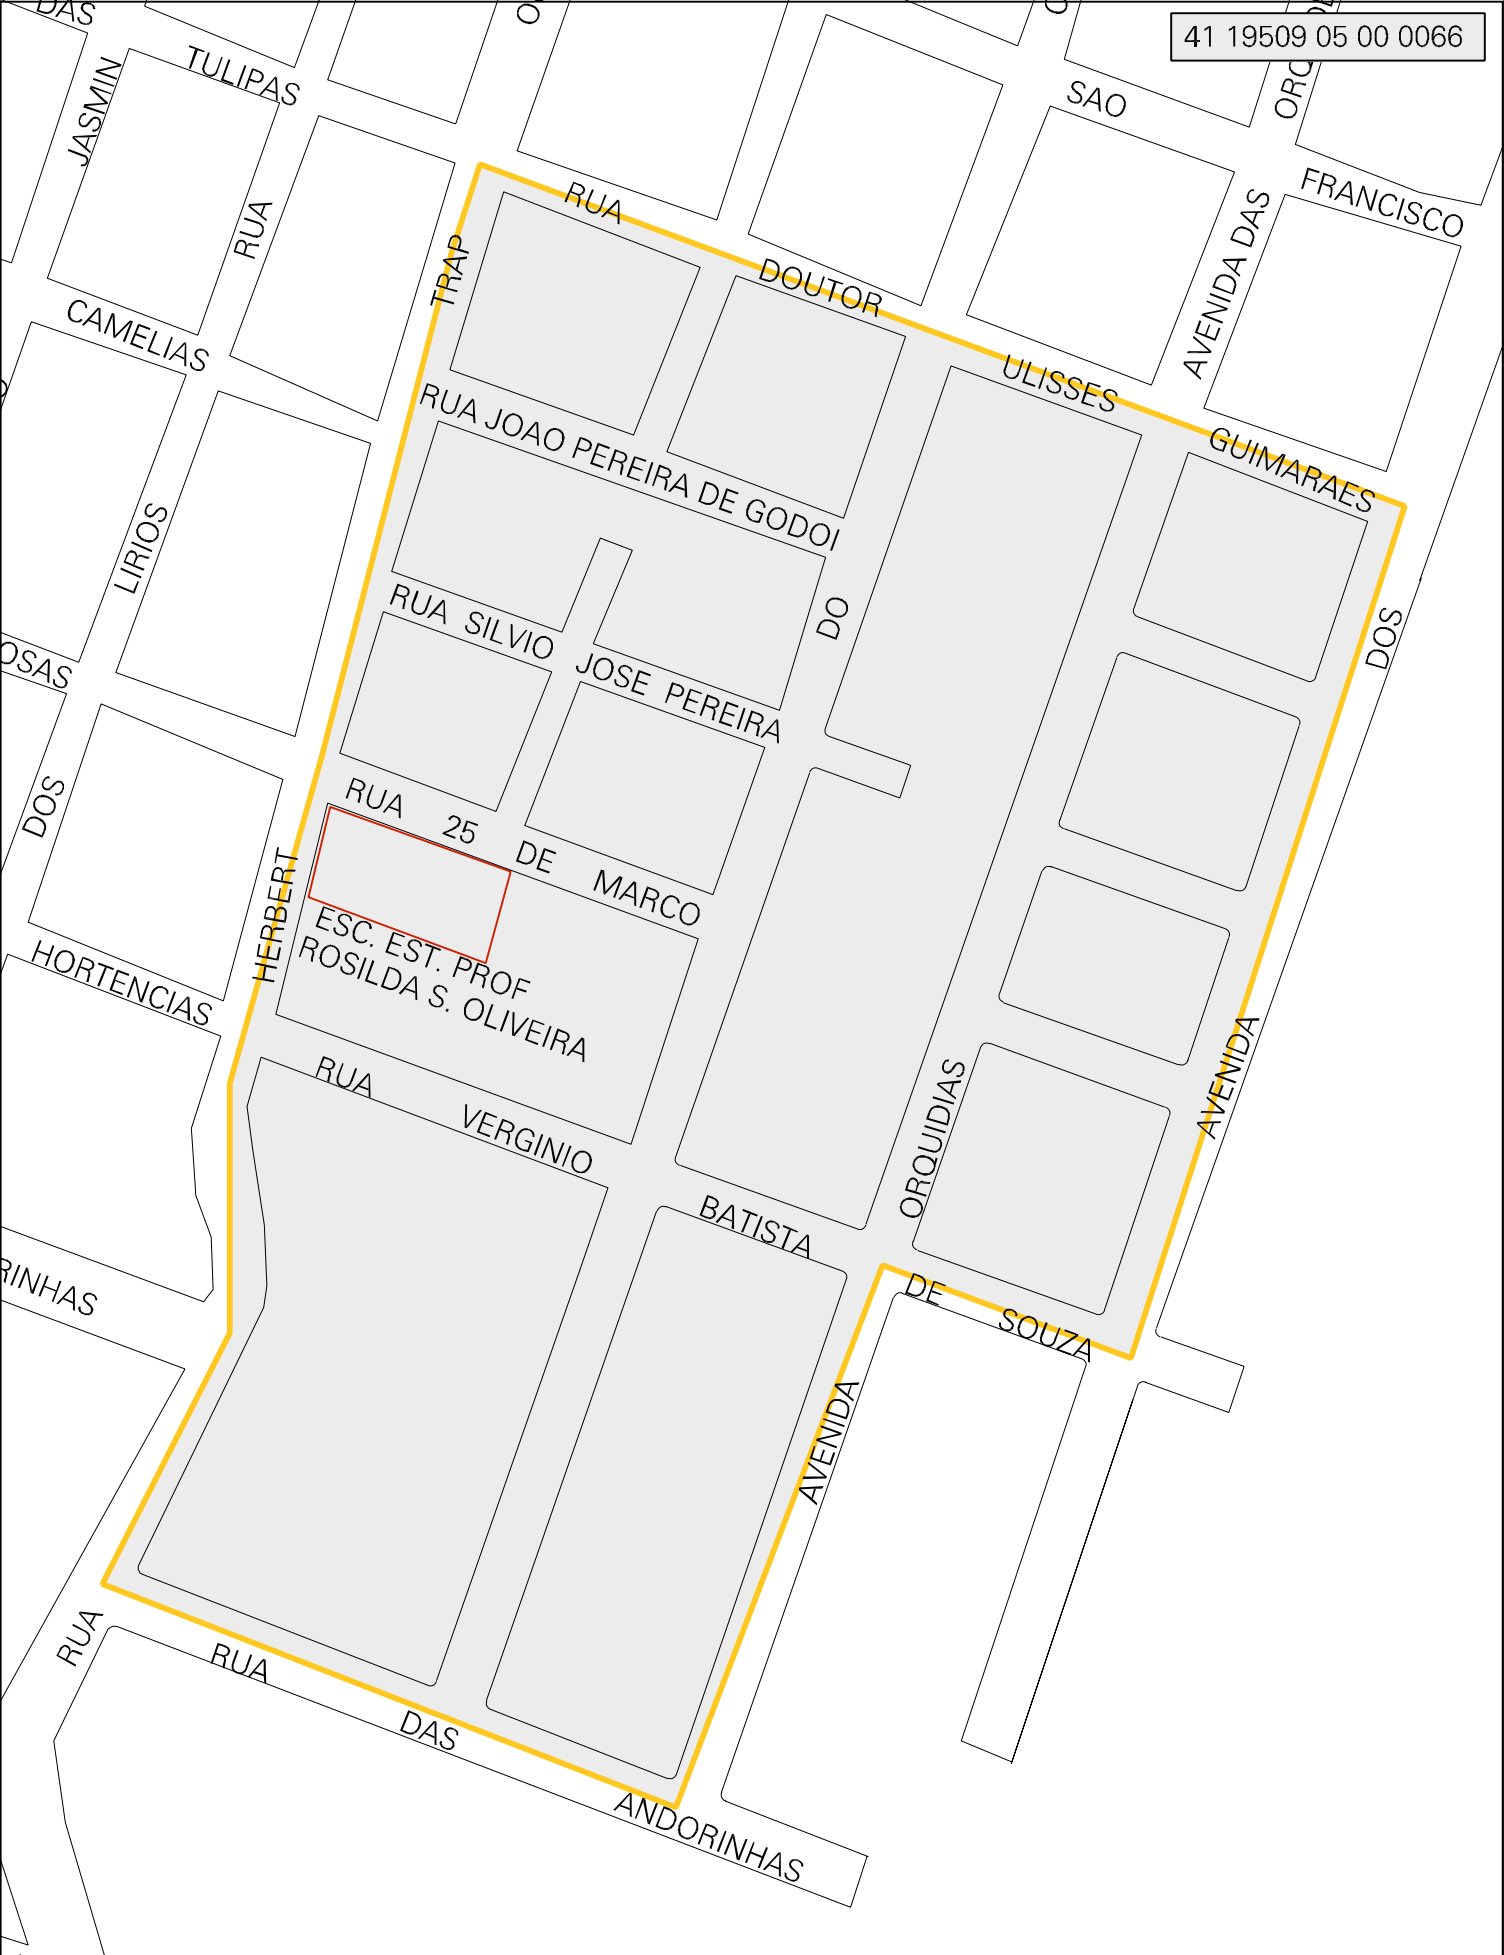 DAS
41 19509 05 00 0066
TULIPAS
JASMIN
SAO
FRANCISCO
RUA
AVENIDA DAS
TRAP
RUA
DOUTOR
ULISSES
GUIMARAES
CAMELIAS
RUA JOAO PEREIRA DE GODOI
LIRIOS
RUA SILVIO JOSE PEREIRA
DO
DOS
OSAS
DOS
RUA 25 DE MARCO
HERBERT
ESC. EST. PROF
ROSILDA S. OLIVEIRA
HORTENCIAS
RUA VERGINIO BATISTA DE SOUZA
ORQUIDIAS
AVENIDA
RINHAS
AVENIDA
RUA
RUA DAS ANDORINHAS